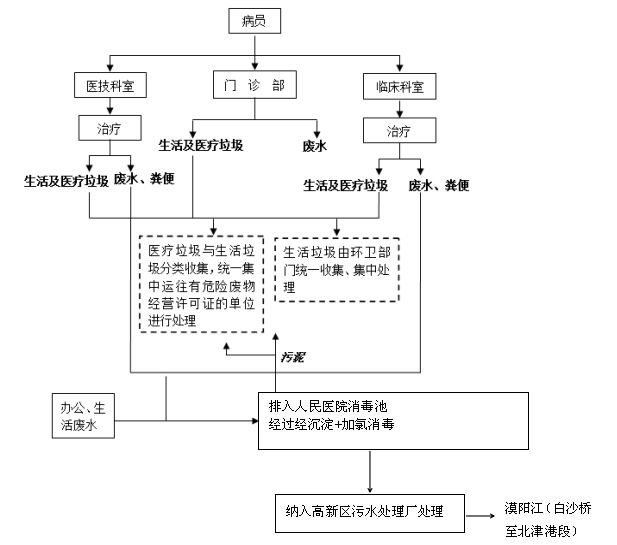 病员
医技科室
门 诊 部
临床科室
治疗
生活及医疗垃圾
废水
治疗
生活及医疗垃圾
废水、粪便
生活及医疗垃圾
废水、粪便
医疗垃圾与生活垃
圾分类收集，统一集
中运往有危险废物
经营许可证的单位
进行处理
生活垃圾由环卫部
门统一收集、集中处
理
污泥
办公、生
活废水
排入人民医院消毒池
经过经沉淀+加氯消毒
纳入高新区污水处理厂处理
漠阳江（白沙桥
至北津港段）